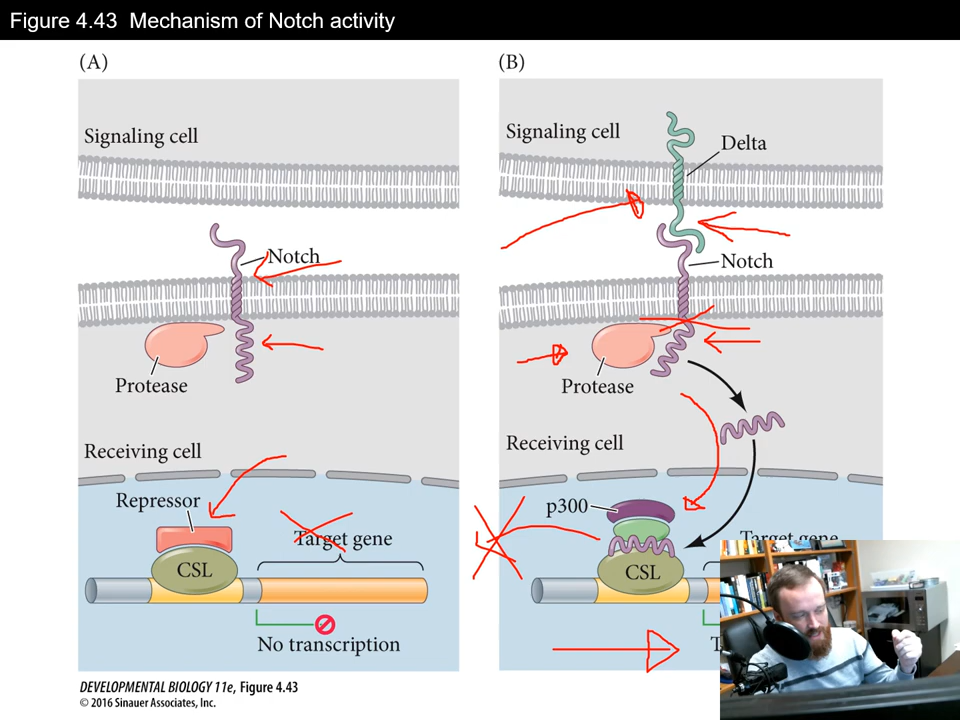 Figure 4.43 Mechanism of Notch activity
(A)
Signaling cell
Notch
Protease
Receiving cell
Repressor
Target gene
CSL
No transcription
(B)
Signaling cell
Delta
Notch
Protease
Receiving cell
p300
Target gene
CSL
DEVELOPMENTAL BIOLOGY 11e, Figure 4.43
© 2016 Sinauer Associates, Inc.